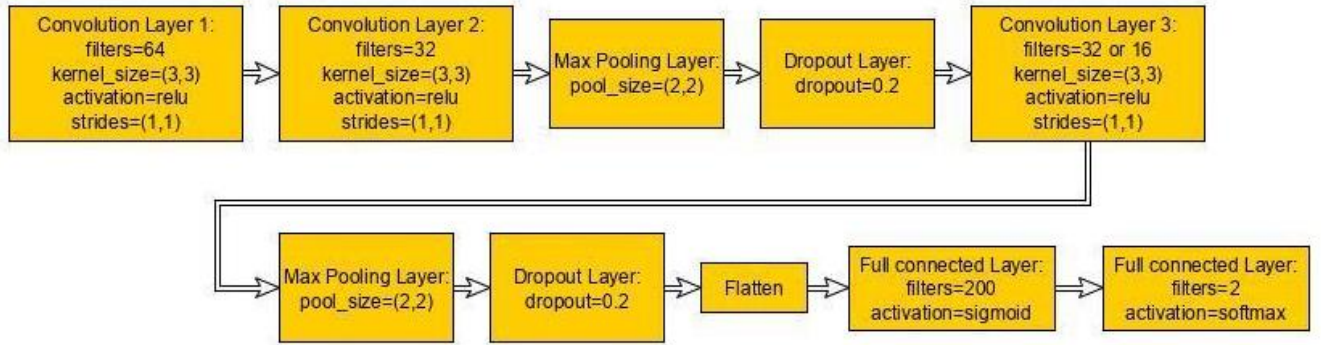 Convolution Layer 1:
filters=64
kernel_size=(3,3)
activation=relu
strides=(1,1)
Convolution Layer 2:
filters=32
kernel_size=(3,3)
activation=relu
strides=(1,1)
Max Pooling Layer:
pool_size=(2,2)
Dropout Layer:
dropout=0.2
Convolution Layer 3:
filters=32 or 16
kernel_size=(3,3)
activation=relu
strides=(1,1)
Max Pooling Layer:
pool_size=(2,2)
Dropout Layer:
dropout=0.2
Flatten
Full connected Layer:
filters=200
activation=sigmoid
Full connected Layer:
filters=2
activation=softmax